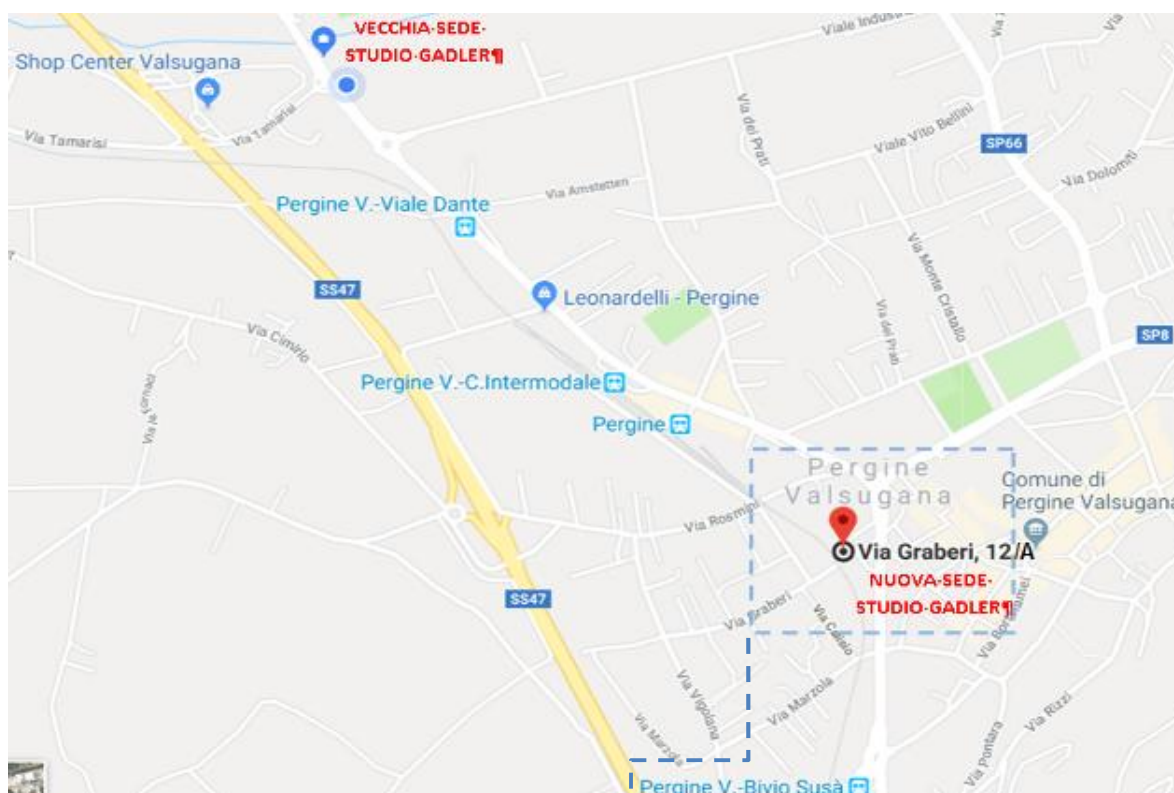 VECCHIA·SEDE·
STUDIO·GADLER¶
Viale Industria
Shop Center Valsugana
Via Tamarisi
Via Tamarisi
Via dei Prati
Viale Vito Bellini
SP66
Via Dolomiti
Via Amstetten
Pergine V.-Viale Dante
SS47
Leonardelli - Pergine
Via Monte Cristallo
Via dei Prati
SP8
Via Cimirlo
Pergine V.-C.Intermodale
Via le Fornaci
Pergine
Pergine
Valsugana
Comune di
Pergine Valsugana
Via Rosmini
Via Graberi, 12/A
NUOVA·SEDE·
STUDIO·GADLER¶
SS47
Via Graberi
Via Vigolana
Via Marzola
Via Marzola
Via Rizzi
Via Pontara
Pergine V.-Bivio Susà